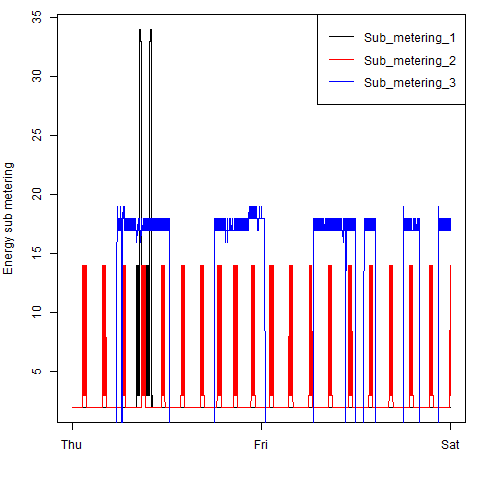 35
30
25
20
15
10
5
Energy sub metering
Sub_metering_1
Sub_metering_2
Sub_metering_3
Thu
Fri
Sat